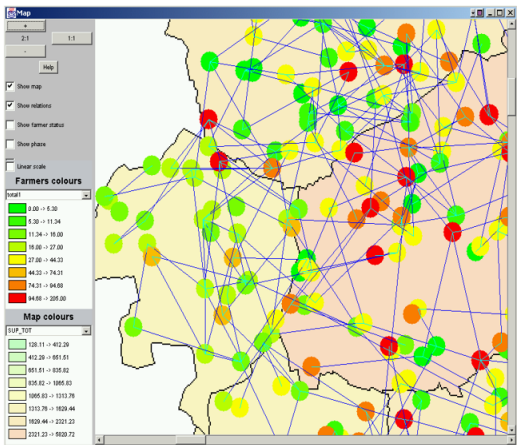 Map
+
2:1
1:1
-
Help
Show map
Show relations
Show farmer status
Show phase
Linear scale
Farmers colours
total1
0.00 -> 5.30
5.30 -> 11.34
11.34 -> 16.00
16.00 -> 27.00
27.00 -> 44.33
44.33 -> 74.31
74.31 -> 94.68
94.68 -> 205.00
Map colours
SUP_TOT
128.11 -> 412.29
412.29 -> 651.51
651.51 -> 835.82
835.82 -> 1065.83
1065.83 -> 1313.76
1313.76 -> 1629.44
1629.44 -> 2321.23
2321.23 -> 5820.72